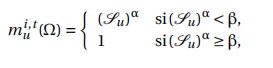 m_u^{i,t}(Ω) = { (𝒮_u)^α si(𝒮_u)^α < β,
1 si(𝒮_u)^α ≥ β,